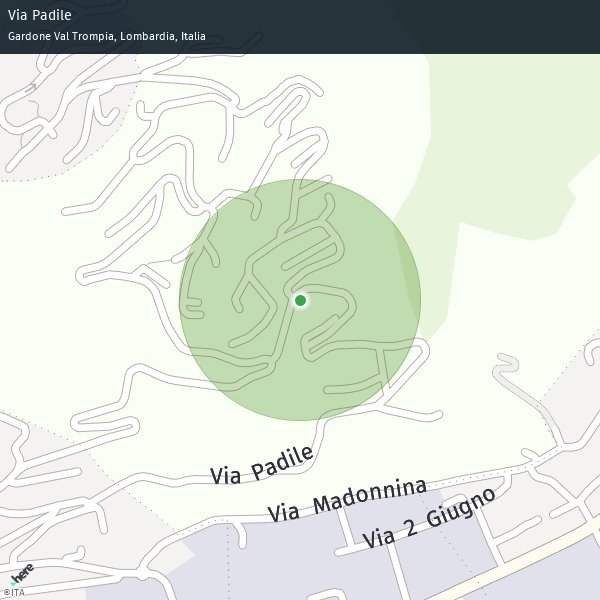 Via Padile
Gardone Val Trompia, Lombardia, Italia
Via Padile
Via Madonnina
Via 2 Giugno
here
©ITA